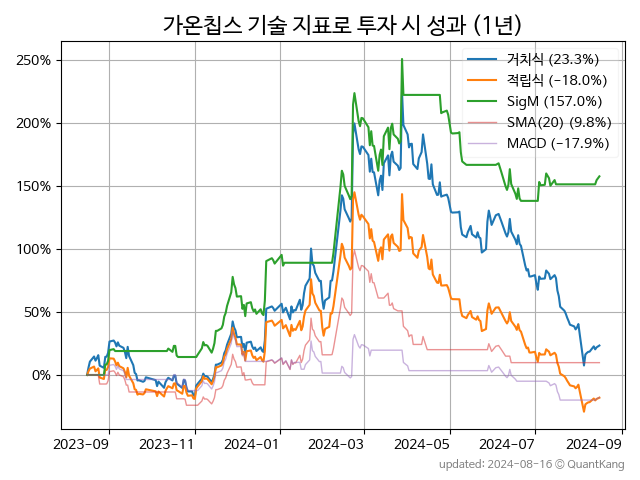 가온칩스 기술 지표로 투자 시 성과 (1년)
250%
200%
150%
100%
50%
0%
거치식 (23.3%)
적립식 (-18.0%)
SigM (157.0%)
SMA(20) (9.8%)
MACD (-17.9%)
2023-09 2023-11 2024-01 2024-03 2024-05 2024-07 2024-09
updated: 2024-08-16 © QuantKang